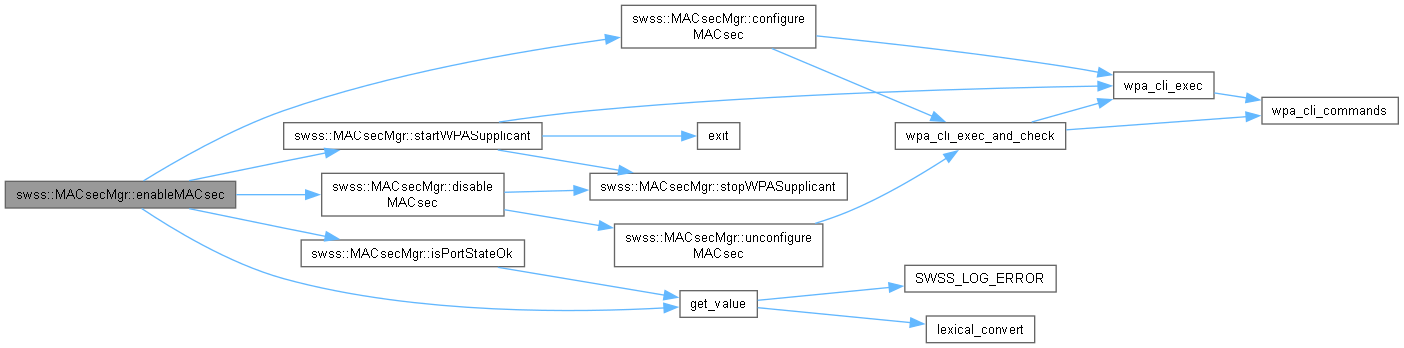 swss::MACsecMgr::configure
MACsec
wpa_cli_exec
wpa_cli_commands
swss::MACsecMgr::startWPASupplicant
exit
wpa_cli_exec_and_check
swss::MACsecMgr::enableMACsec
swss::MACsecMgr::disable
MACsec
swss::MACsecMgr::stopWPASupplicant
swss::MACsecMgr::unconfigure
MACsec
swss::MACsecMgr::isPortStateOk
SWSS_LOG_ERROR
get_value
lexical_convert